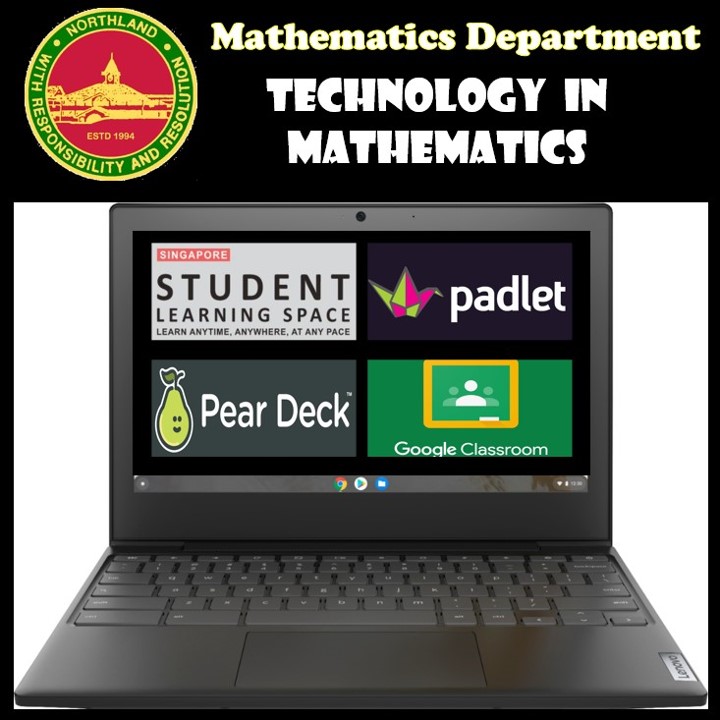 NORTHLAND
WITH RESPONSIBILITY AND RESOLUTION
ESTD 1994
Mathematics Department
TECHNOLOGY IN
MATHEMATICS
SINGAPORE
STUDENT
LEARNING SPACE
LEARN ANYTIME, ANYWHERE, AT ANY PACE
padlet
Pear Deck™
Google Classroom
Lenovo